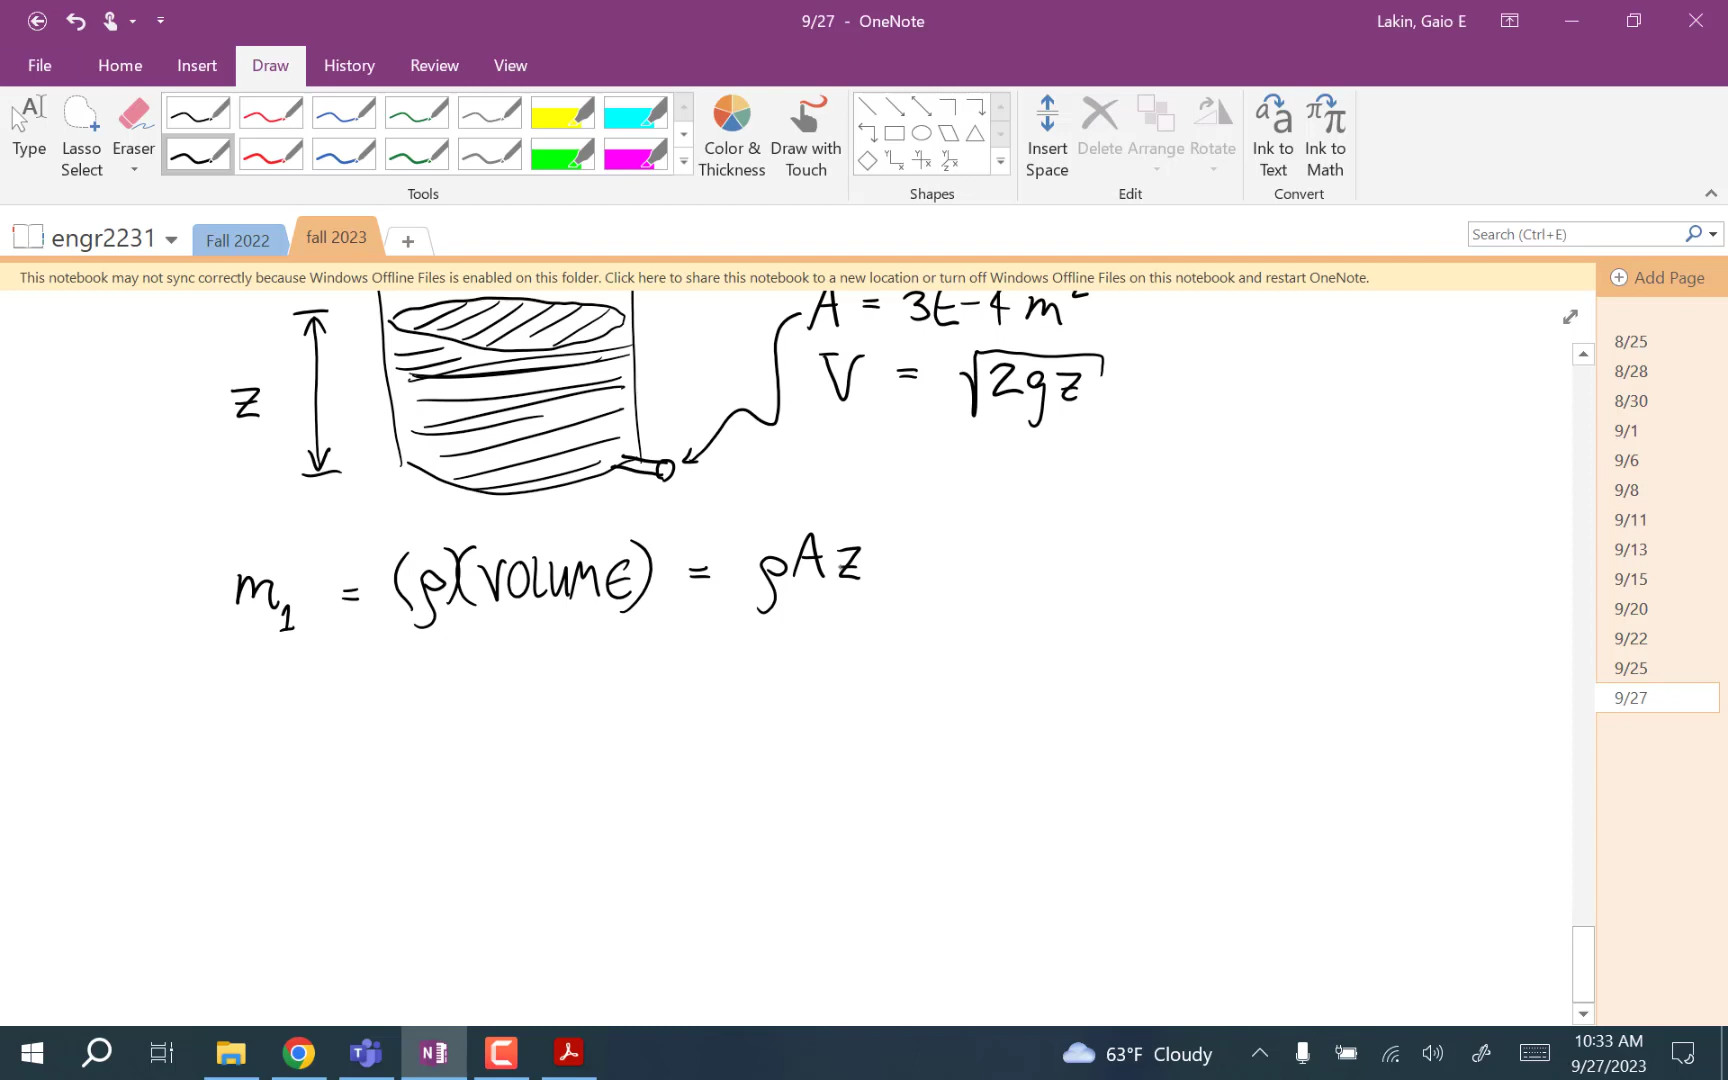 9/27 - OneNote
Lakin, Gaio E
File Home Insert Draw History Review View
Type
Lasso Select
Eraser
Color & Thickness
Draw with Touch
Insert Space
Delete
Arrange
Rotate
Ink to Text
Ink to Math
Tools
Shapes
Edit
Convert
engr2231
Fall 2022
fall 2023
Search (Ctrl+E)
This notebook may not sync correctly because Windows Offline Files is enabled on this folder. Click here to share this notebook to a new location or turn off Windows Offline Files on this notebook and restart OneNote.
Add Page
8/25
8/28
8/30
9/1
9/6
9/8
9/11
9/13
9/15
9/20
9/22
9/25
9/27
A = 3E-4 m²
V = √2gz
z
m₁ = (ρ)(VOLUME) = ρAz
63°F Cloudy
10:33 AM
9/27/2023